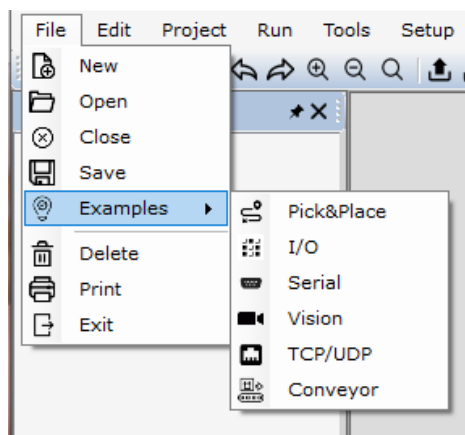 File Edit Project Run Tools Setup
New
Open
Close
Save
Examples
Pick&Place
I/O
Serial
Vision
TCP/UDP
Conveyor
Delete
Print
Exit